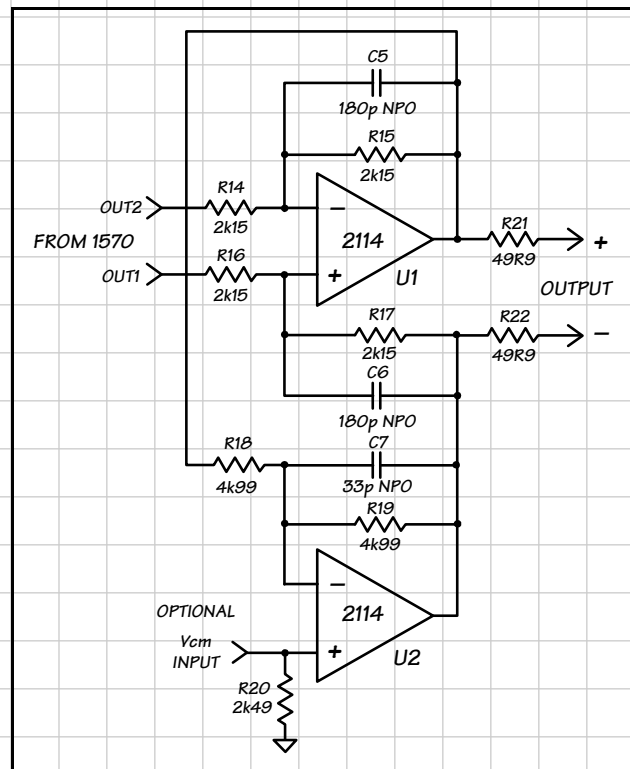 C5
180p NPO
R15
2k15
R14
OUT2
2k15
−
2114
R21
+
49R9
FROM 1570
R16
OUT1
2k15
+
U1
OUTPUT
R17
2k15
R22
−
49R9
C6
180p NPO
R18
C7
4k99
33p NPO
R19
4k99
−
OPTIONAL
2114
Vcm
INPUT
+
U2
R20
2k49